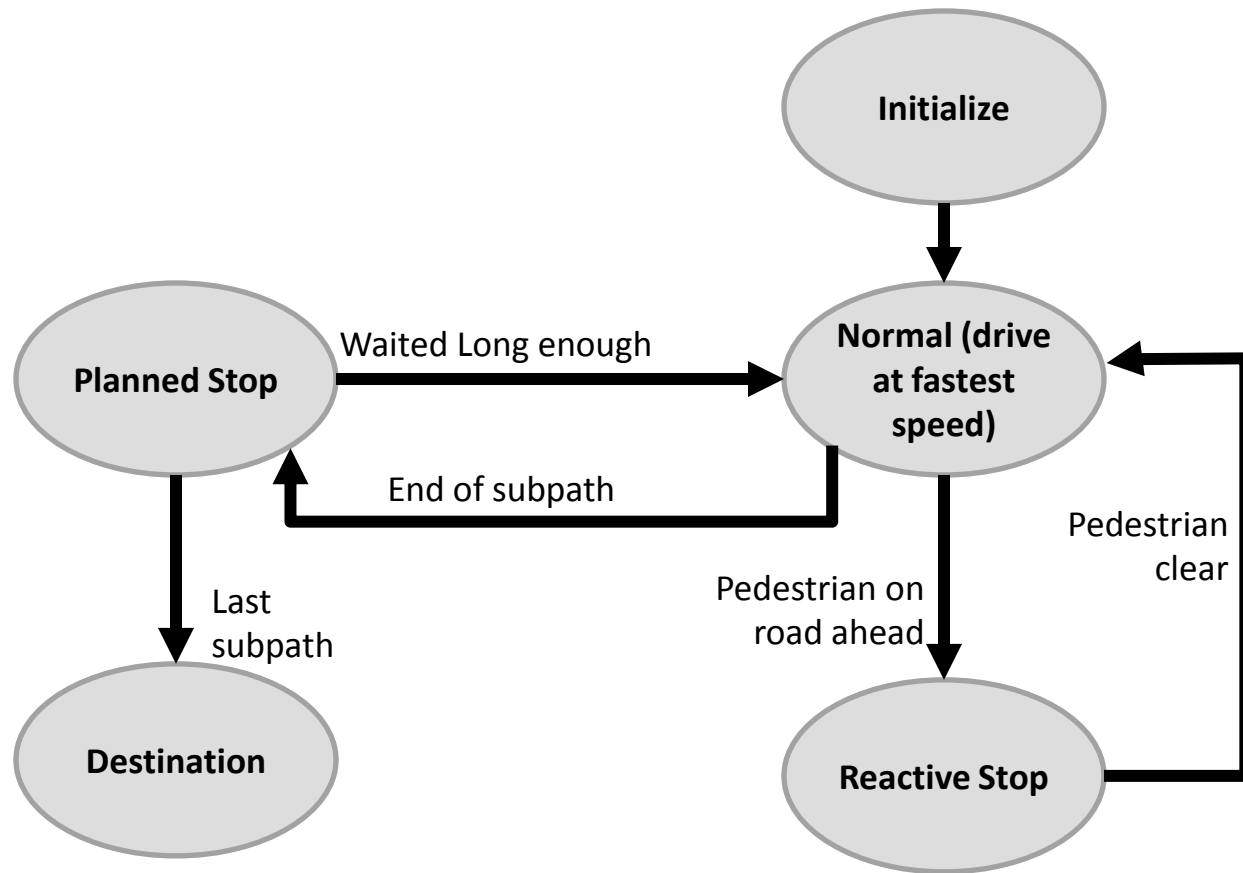 Initialize
Waited Long enough
Normal (drive
at fastest
speed)
Planned Stop
End of subpath
Pedestrian
clear
Pedestrian on
road ahead
Last
subpath
Destination
Reactive Stop